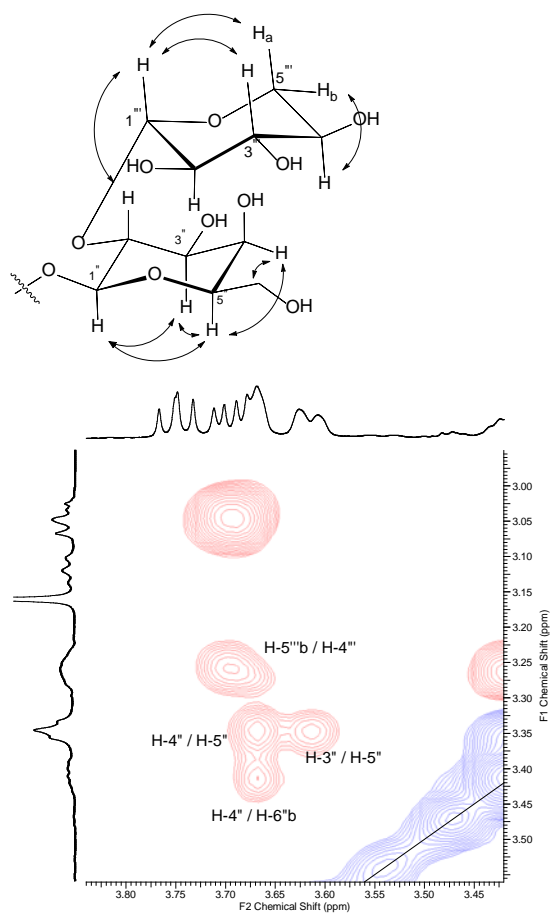 Ha
H
H
5'''
Hb
1'''
O
3'''
OH
HO
OH
H
H
H
OH
OH
O
3"
H
O
1"
O
5"
OH
H
H
H
H-5'''b / H-4'''
H-4" / H-5"
H-3" / H-5"
H-4" / H-6"b
3.00
3.05
3.10
3.15
3.20
3.25
3.30
3.35
3.40
3.45
3.50
F1 Chemical Shift (ppm)
3.80 3.75 3.70 3.65 3.60 3.55 3.50 3.45
F2 Chemical Shift (ppm)